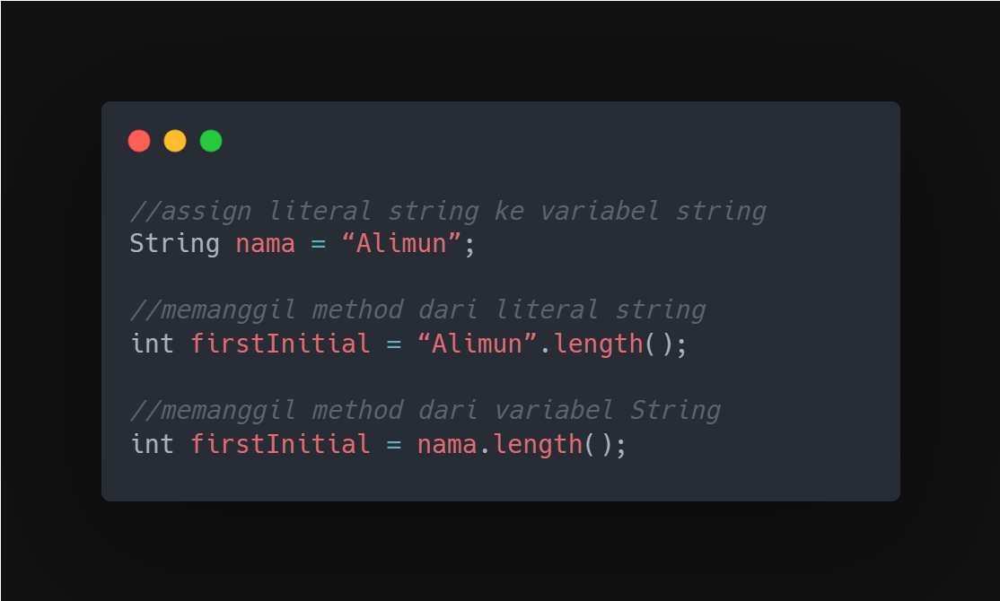 //assign literal string ke variabel string
String nama = “Alimun”;
//memanggil method dari literal string
int firstInitial = “Alimun”.length();
//memanggil method dari variabel String
int firstInitial = nama.length();